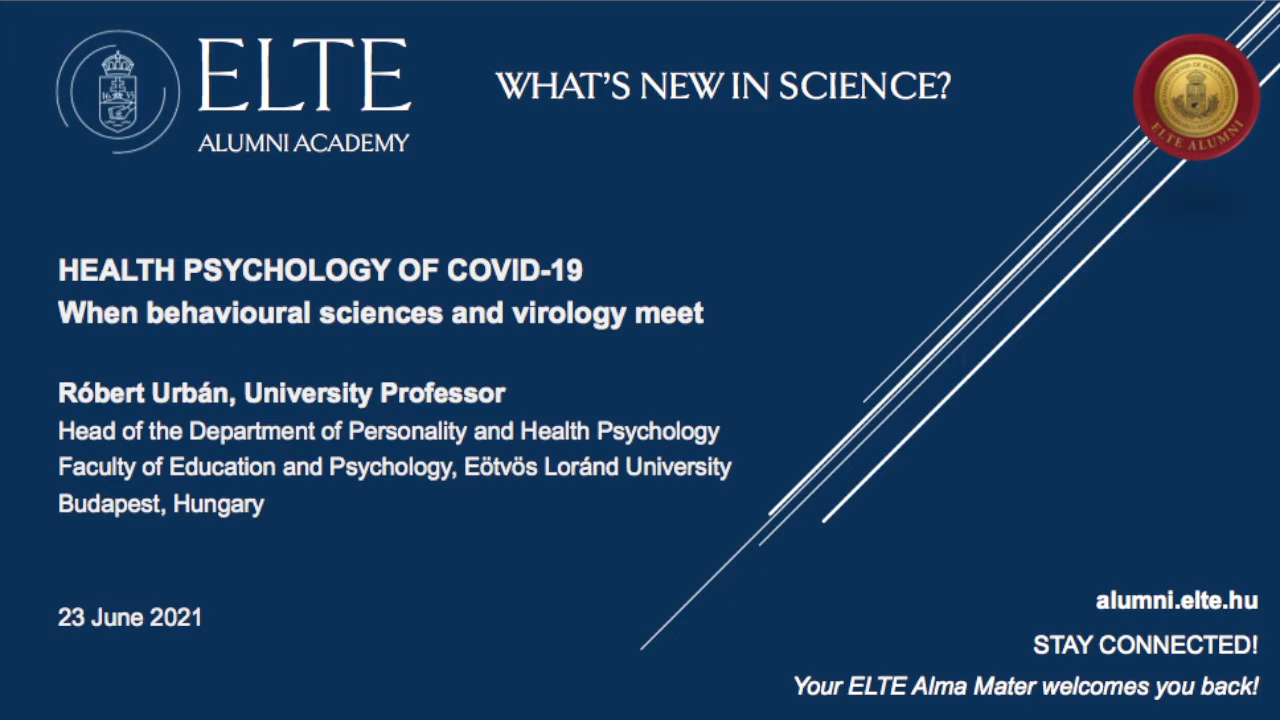 ELTE
ALUMNI ACADEMY
WHAT'S NEW IN SCIENCE?
ELTE ALUMNI
HEALTH PSYCHOLOGY OF COVID-19
When behavioural sciences and virology meet
Róbert Urbán, University Professor
Head of the Department of Personality and Health Psychology
Faculty of Education and Psychology, Eötvös Loránd University
Budapest, Hungary
23 June 2021
alumni.elte.hu
STAY CONNECTED!
Your ELTE Alma Mater welcomes you back!